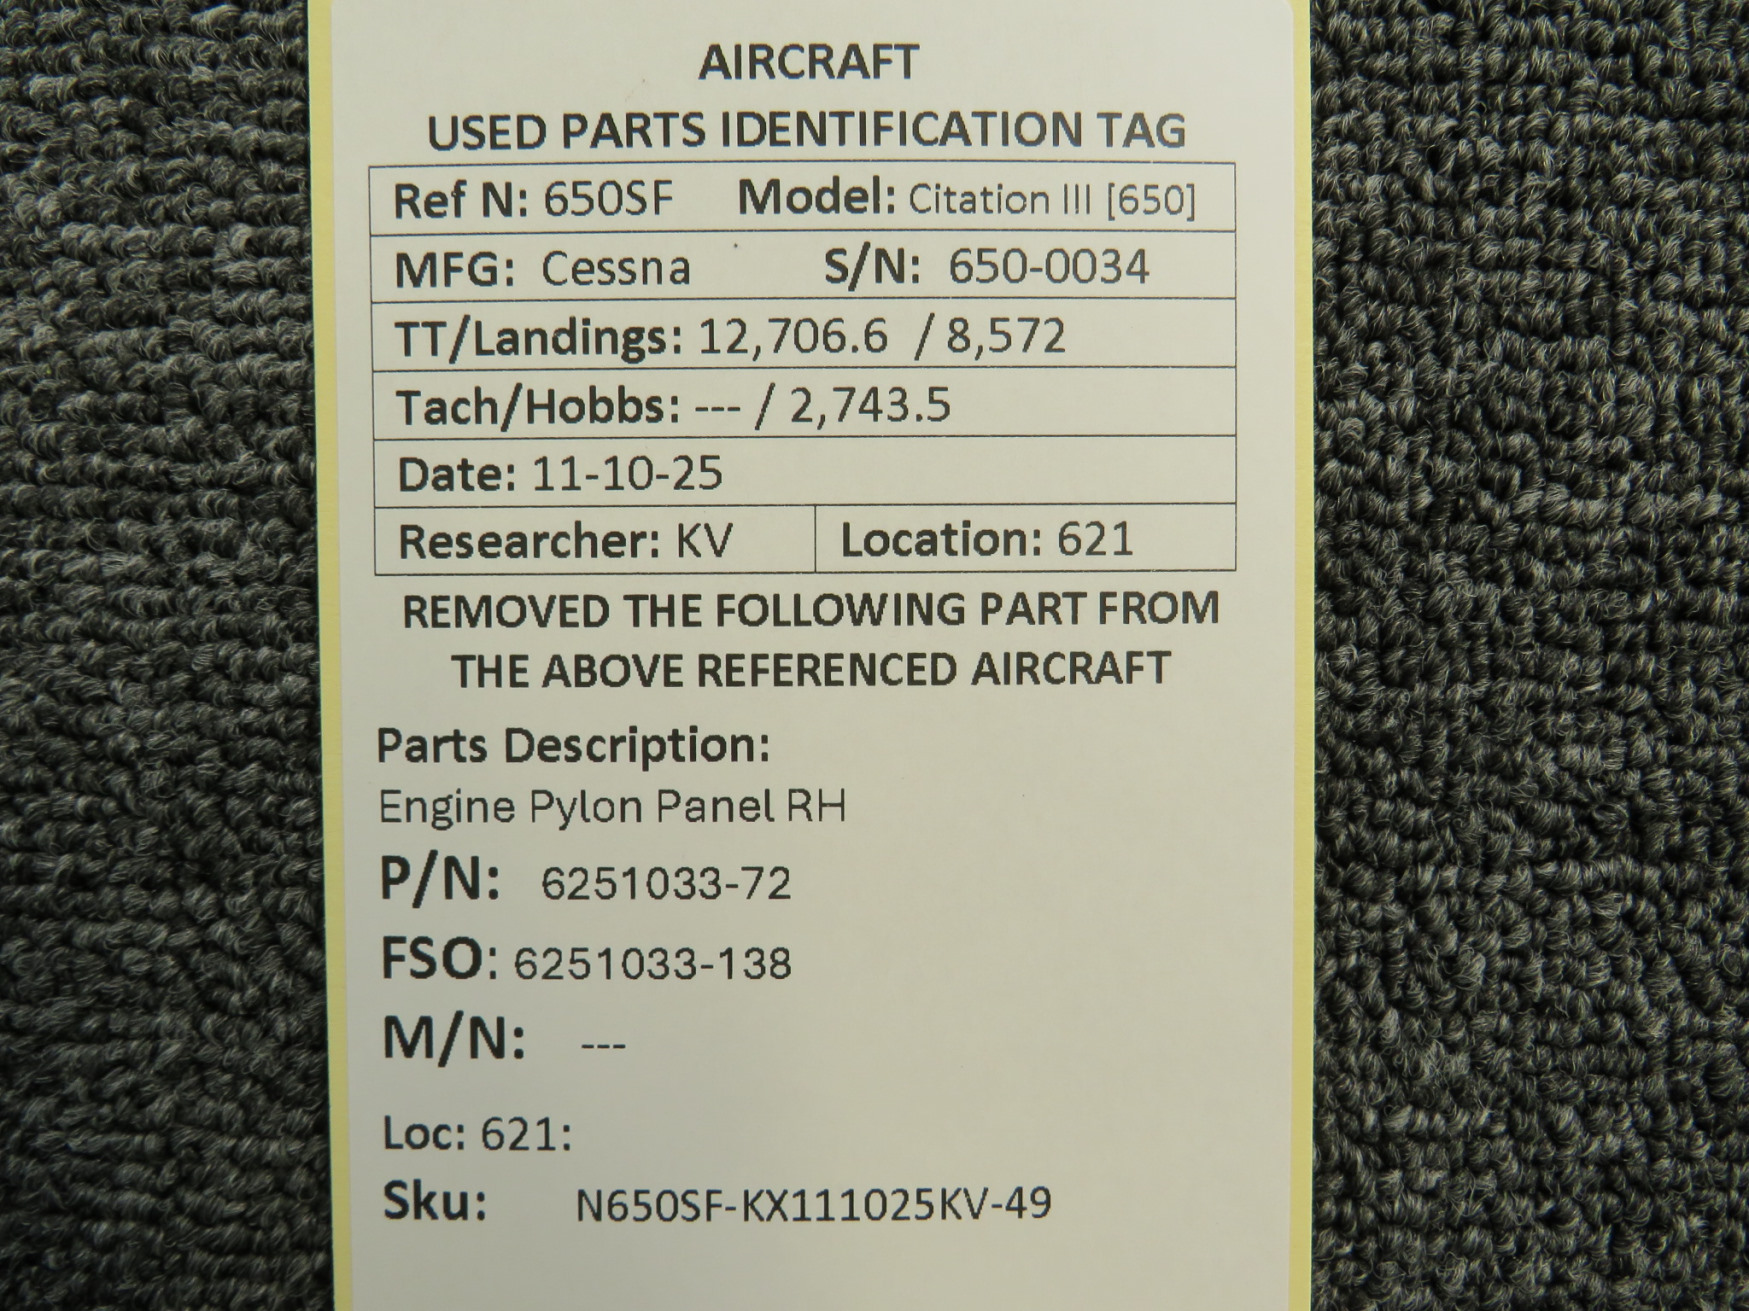 AIRCRAFT
USED PARTS IDENTIFICATION TAG
Ref N: 650SF Model: Citation III [650]
MFG: Cessna S/N: 650-0034
TT/Landings: 12,706.6 / 8,572
Tach/Hobbs: --- / 2,743.5
Date: 11-10-25
Researcher: KV Location: 621
REMOVED THE FOLLOWING PART FROM
THE ABOVE REFERENCED AIRCRAFT
Parts Description:
Engine Pylon Panel RH
P/N: 6251033-72
FSO: 6251033-138
M/N: ---
Loc: 621:
Sku: N650SF-KX111025KV-49